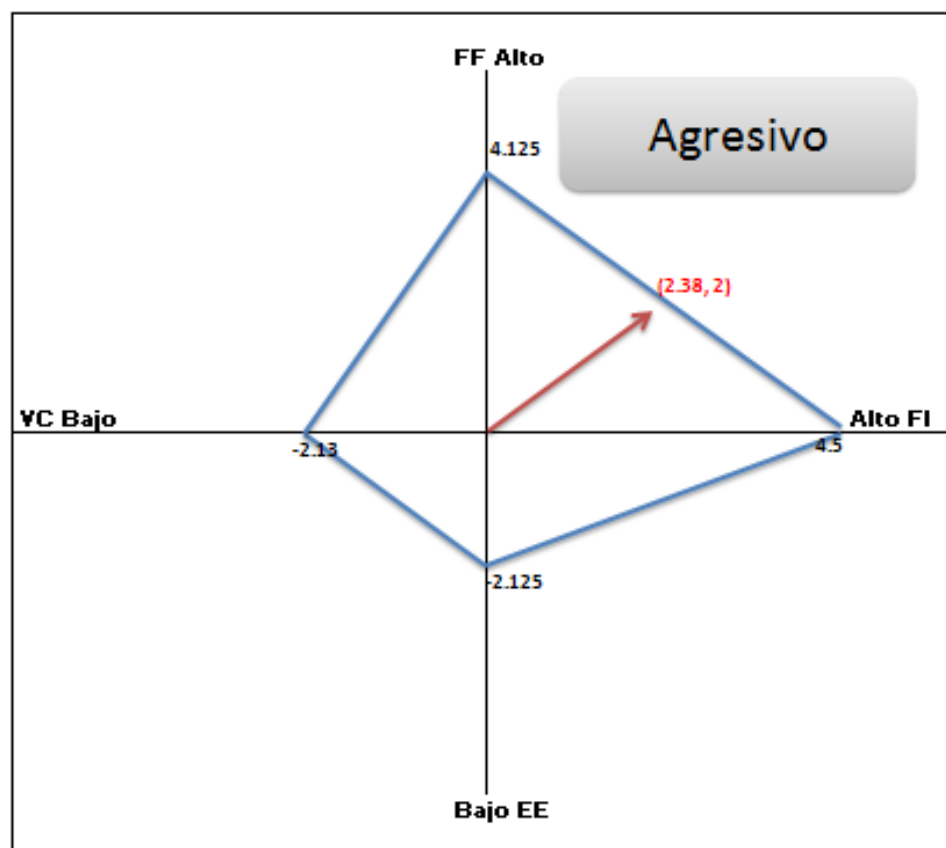 FF Alto
Agresivo
4.125
(2.38, 2)
VC Bajo
Alto FI
-2.13
4.5
-2.125
Bajo EE